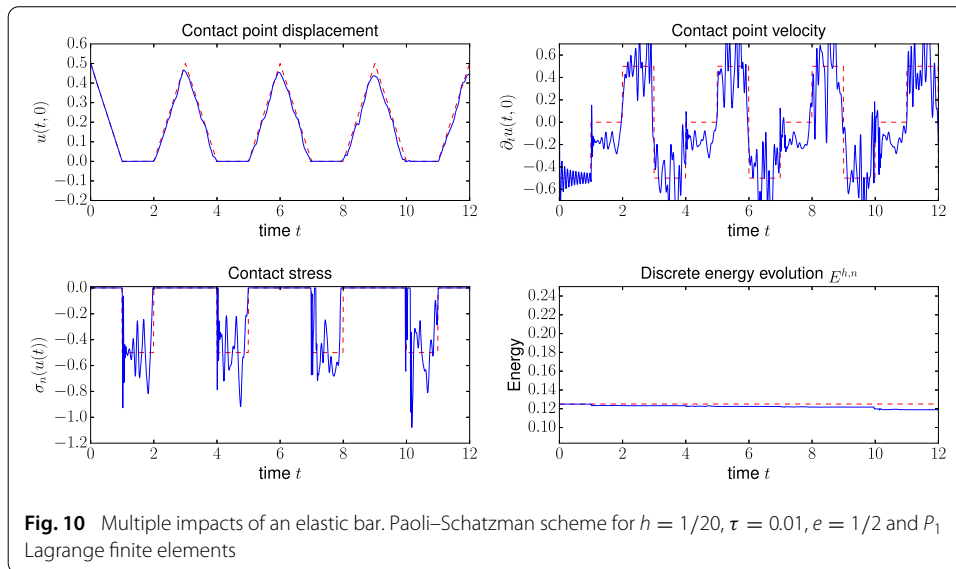 Contact point displacement
0.6
0.5
0.4
0.3
0.2
0.1
0.0
−0.1
−0.2
u(t, 0)
0 2 4 6 8 10 12
time t
Contact point velocity
0.6
0.4
0.2
0.0
−0.2
−0.4
−0.6
∂ₜu(t, 0)
0 2 4 6 8 10 12
time t
Contact stress
0.0
−0.2
−0.4
−0.6
−0.8
−1.0
−1.2
σₙ(u(t))
0 2 4 6 8 10 12
time t
Discrete energy evolution Eʰ,ⁿ
0.24
0.22
0.20
0.18
0.16
0.14
0.12
0.10
Energy
0 2 4 6 8 10 12
time t
Fig. 10 Multiple impacts of an elastic bar. Paoli–Schatzman scheme for h = 1/20, τ = 0.01, e = 1/2 and P₁
Lagrange finite elements